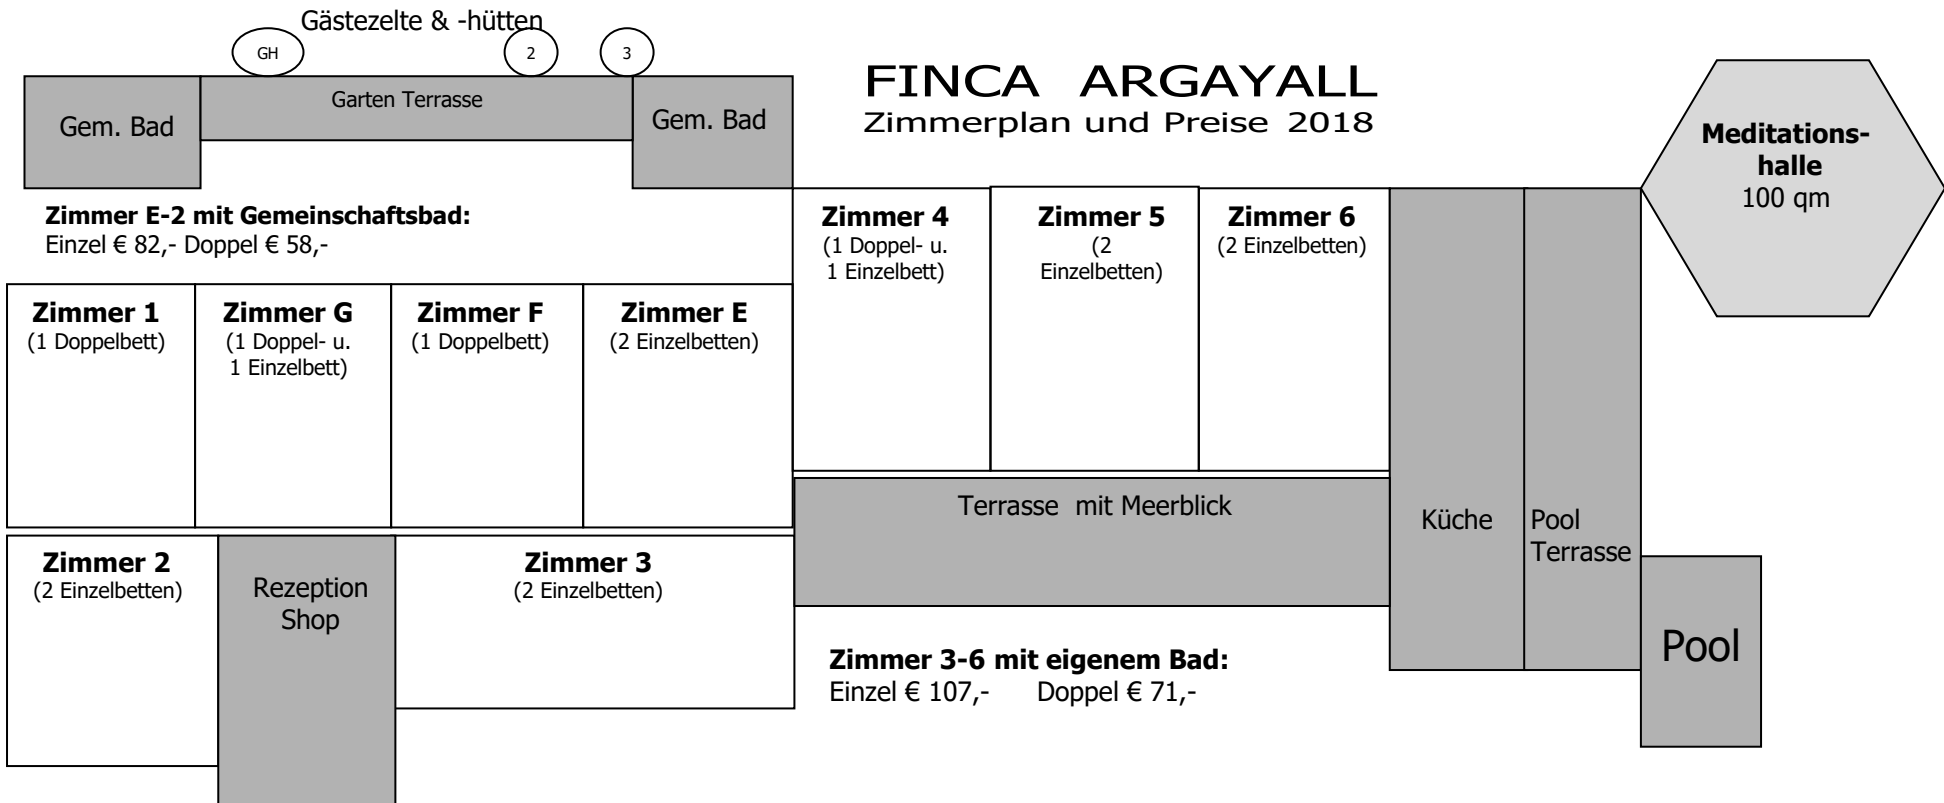 Gästezelte & -hütten
GH
2
3
Garten Terrasse
Gem. Bad
Gem. Bad
FINCA ARGAYALL
Zimmerplan und Preise 2018
Meditations-
halle
100 qm
Zimmer E-2 mit Gemeinschaftsbad:
Einzel € 82,- Doppel € 58,-
Zimmer 4
(1 Doppel- u.
1 Einzelbett)
Zimmer 5
(2
Einzelbetten)
Zimmer 6
(2 Einzelbetten)
Zimmer 1
(1 Doppelbett)
Zimmer G
(1 Doppel- u.
1 Einzelbett)
Zimmer F
(1 Doppelbett)
Zimmer E
(2 Einzelbetten)
Terrasse mit Meerblick
Küche
Pool
Terrasse
Zimmer 2
(2 Einzelbetten)
Rezeption
Shop
Zimmer 3
(2 Einzelbetten)
Zimmer 3-6 mit eigenem Bad:
Einzel € 107,- Doppel € 71,-
Pool